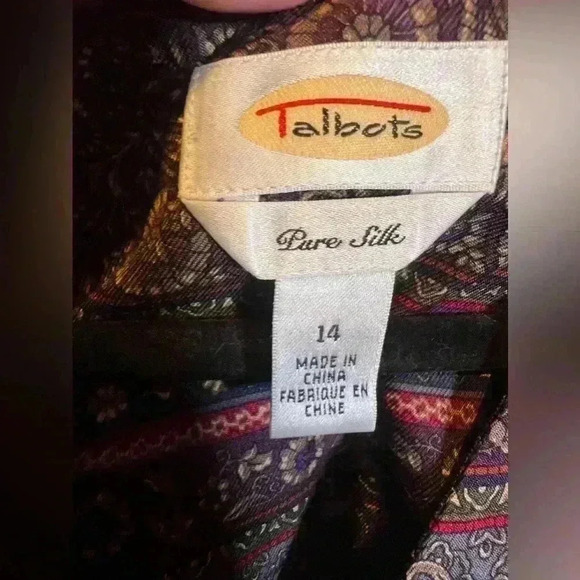 Talbots
Pure Silk
14
MADE IN
CHINA
FABRIQUE EN
CHINE